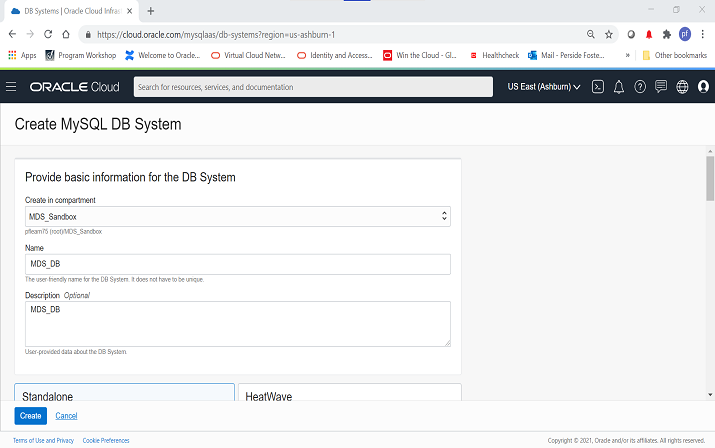 DB Systems | Oracle Cloud Infras
https://cloud.oracle.com/mysqlaas/db-systems?region=us-ashburn-1
pf
Apps Program Workshop Welcome to Oracle... Virtual Cloud Netw... Identity and Access... Win the Cloud - Gl... Healthcheck Mail - Perside Foste... » Other bookmarks
ORACLE Cloud Search for resources, services, and documentation US East (Ashburn)
Create MySQL DB System
Provide basic information for the DB System
Create in compartment
MDS_Sandbox
pflearn75 (root)/MDS_Sandbox
Name
MDS_DB
The user-friendly name for the DB System. It does not have to be unique.
Description Optional
MDS_DB
User-provided data about the DB System.
Standalone HeatWave
Create Cancel
Terms of Use and Privacy Cookie Preferences Copyright © 2021, Oracle and/or its affiliates. All rights reserved.